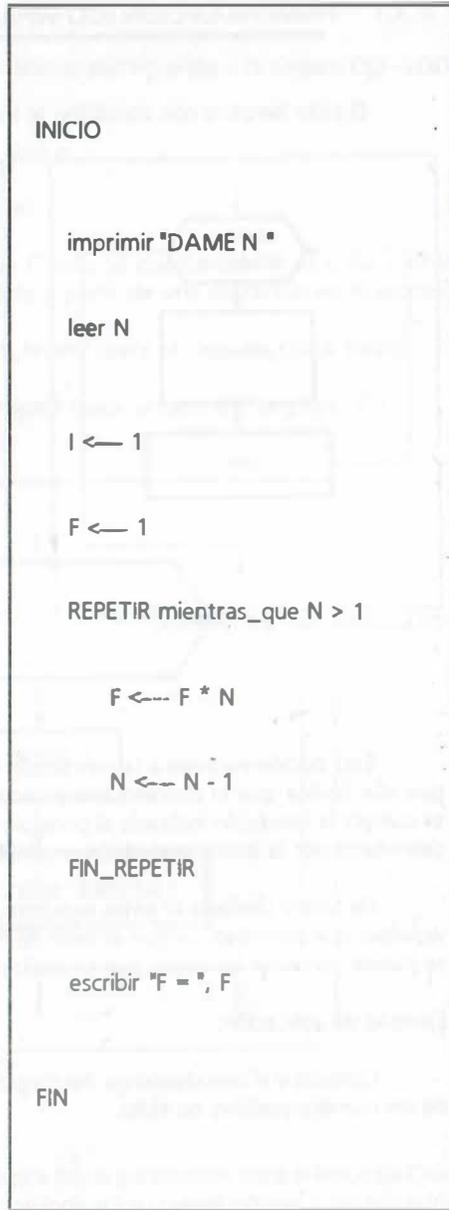 INICIO
imprimir "DAME N "
leer N
I <— 1
F <— 1
REPETIR mientras_que N > 1
F <--- F * N
N <--- N - 1
FIN_REPETIR
escribir "F = ", F
FIN